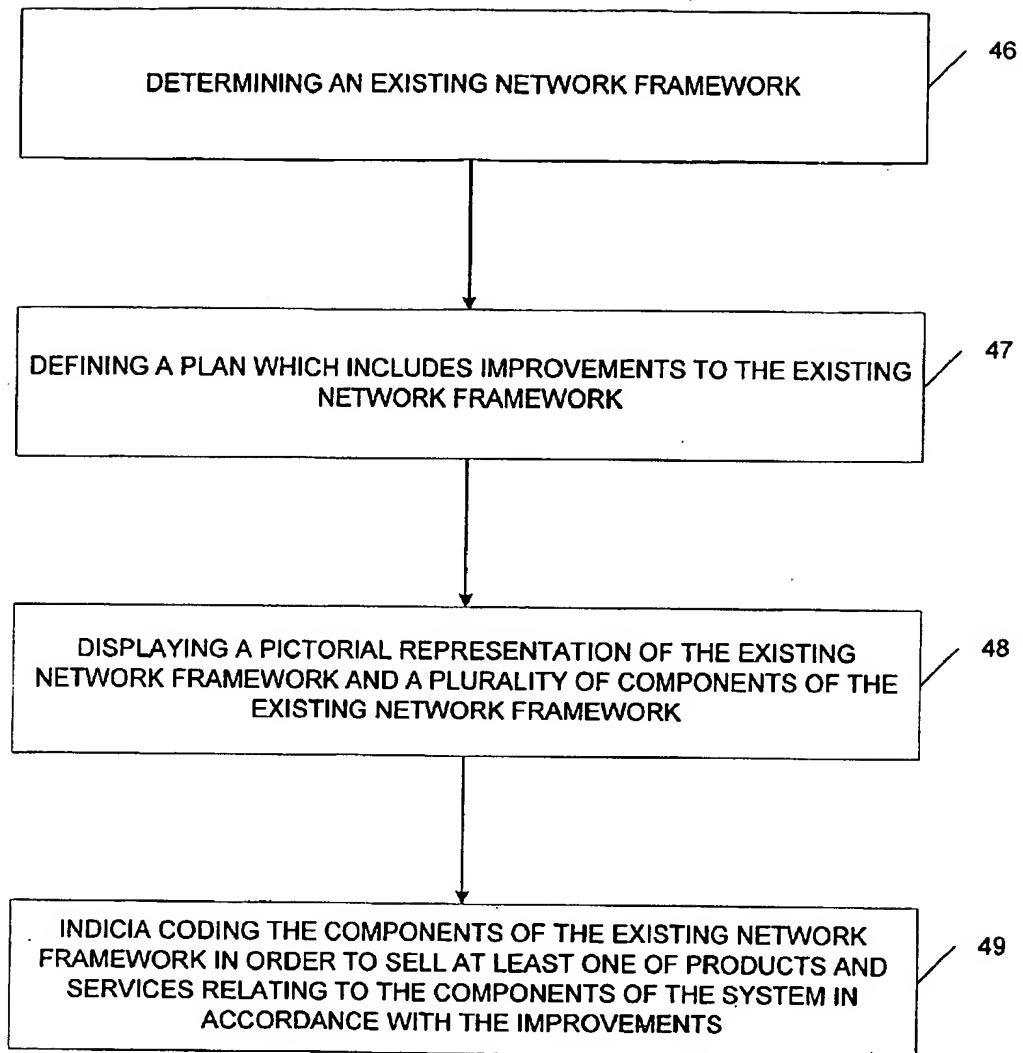 DETERMINING AN EXISTING NETWORK FRAMEWORK
46
DEFINING A PLAN WHICH INCLUDES IMPROVEMENTS TO THE EXISTING
NETWORK FRAMEWORK
47
DISPLAYING A PICTORIAL REPRESENTATION OF THE EXISTING
NETWORK FRAMEWORK AND A PLURALITY OF COMPONENTS OF THE
EXISTING NETWORK FRAMEWORK
48
INDICIA CODING THE COMPONENTS OF THE EXISTING NETWORK
FRAMEWORK IN ORDER TO SELL AT LEAST ONE OF PRODUCTS AND
SERVICES RELATING TO THE COMPONENTS OF THE SYSTEM IN
ACCORDANCE WITH THE IMPROVEMENTS
49